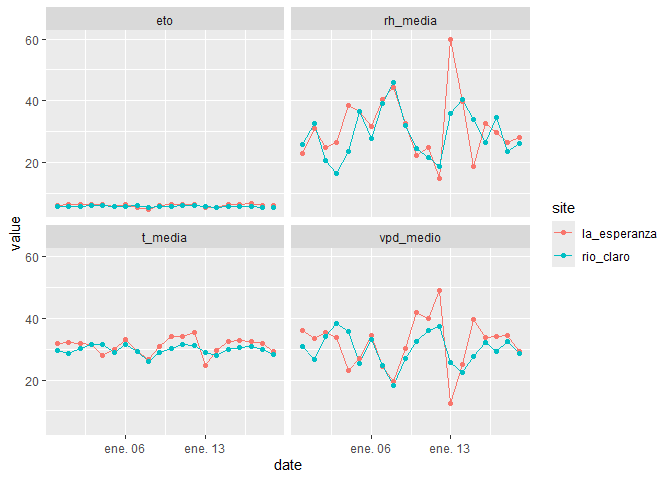 eto
rh_media
60
40
20
t_media
vpd_medio
60
40
20
ene. 06
ene. 13
ene. 06
ene. 13
date
value
site
la_esperanza
rio_claro